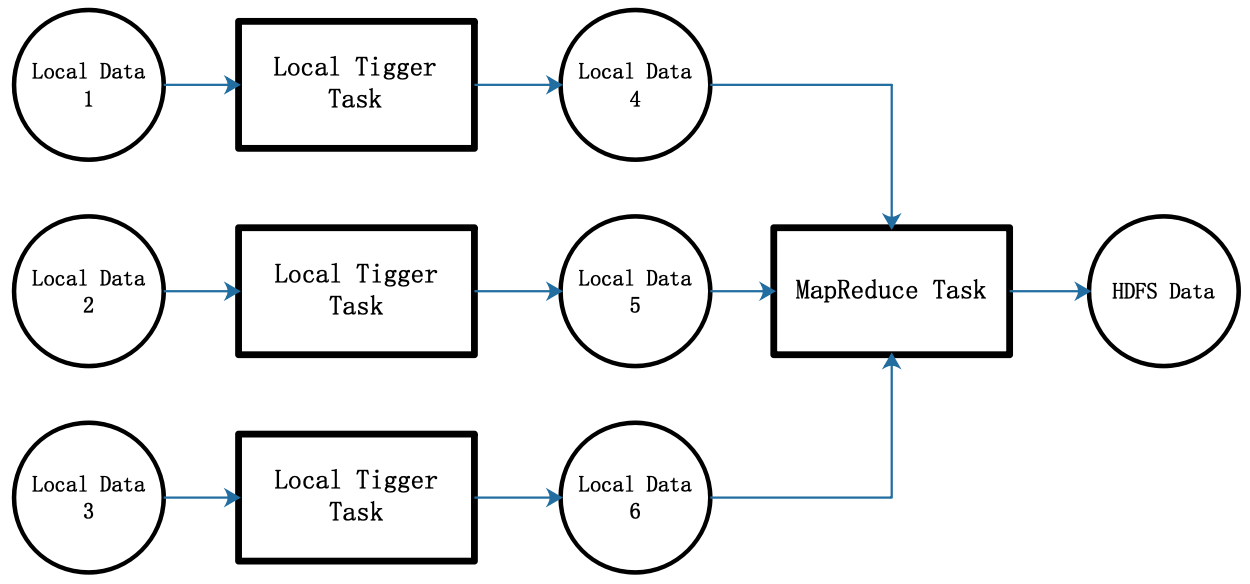 Local Data
1
Local Tigger
Task
Local Data
4
Local Data
2
Local Tigger
Task
Local Data
5
MapReduce Task
HDFS Data
Local Data
3
Local Tigger
Task
Local Data
6